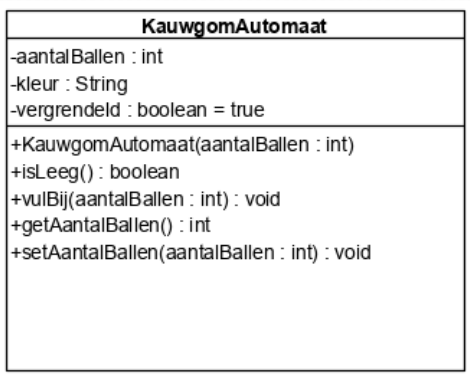 KauwgomAutomaat
-aantalBallen : int
-kleur : String
-vergrendeld : boolean = true
+KauwgomAutomaat(aantalBallen : int)
+isLeeg() : boolean
+vulBij(aantalBallen : int) : void
+getAantalBallen() : int
+setAantalBallen(aantalBallen : int) : void